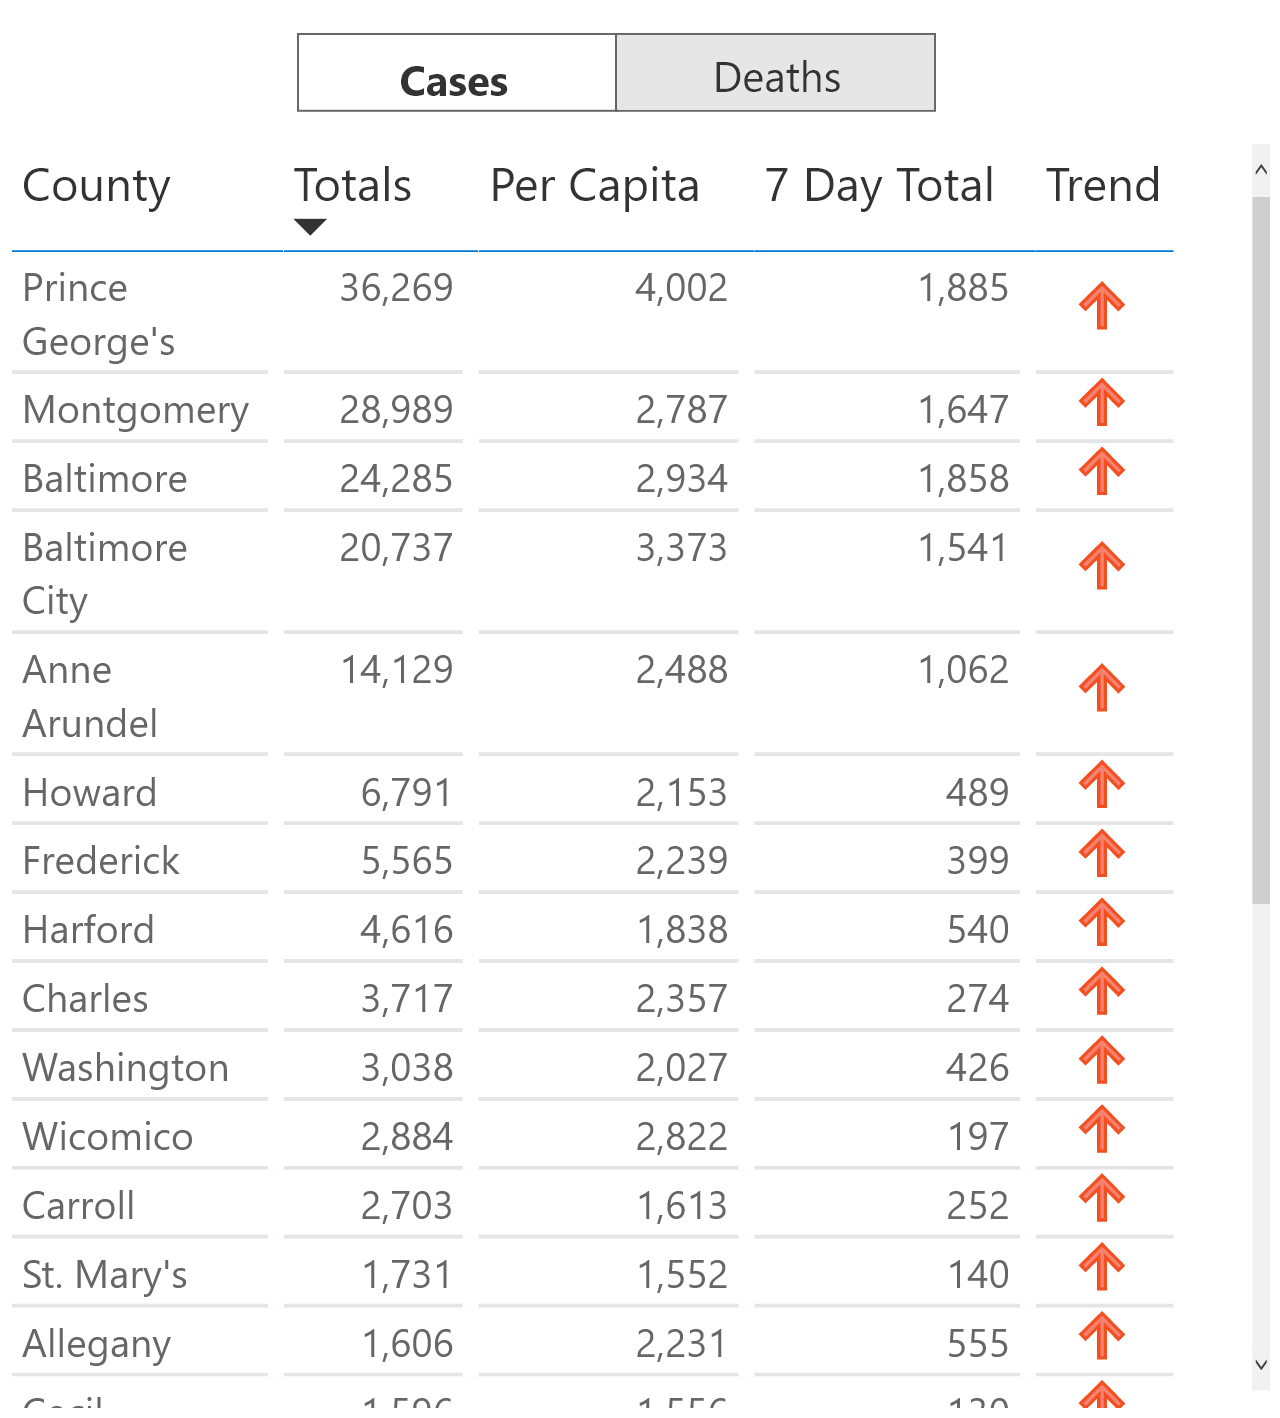 Cases Deaths
County Totals Per Capita 7 Day Total Trend
Prince 36,269 4,002 1,885
George's
Montgomery 28,989 2,787 1,647
Baltimore 24,285 2,934 1,858
Baltimore 20,737 3,373 1,541
City
Anne 14,129 2,488 1,062
Arundel
Howard 6,791 2,153 489
Frederick 5,565 2,239 399
Harford 4,616 1,838 540
Charles 3,717 2,357 274
Washington 3,038 2,027 426
Wicomico 2,884 2,822 197
Carroll 2,703 1,613 252
St. Mary's 1,731 1,552 140
Allegany 1,606 2,231 555
Cecil